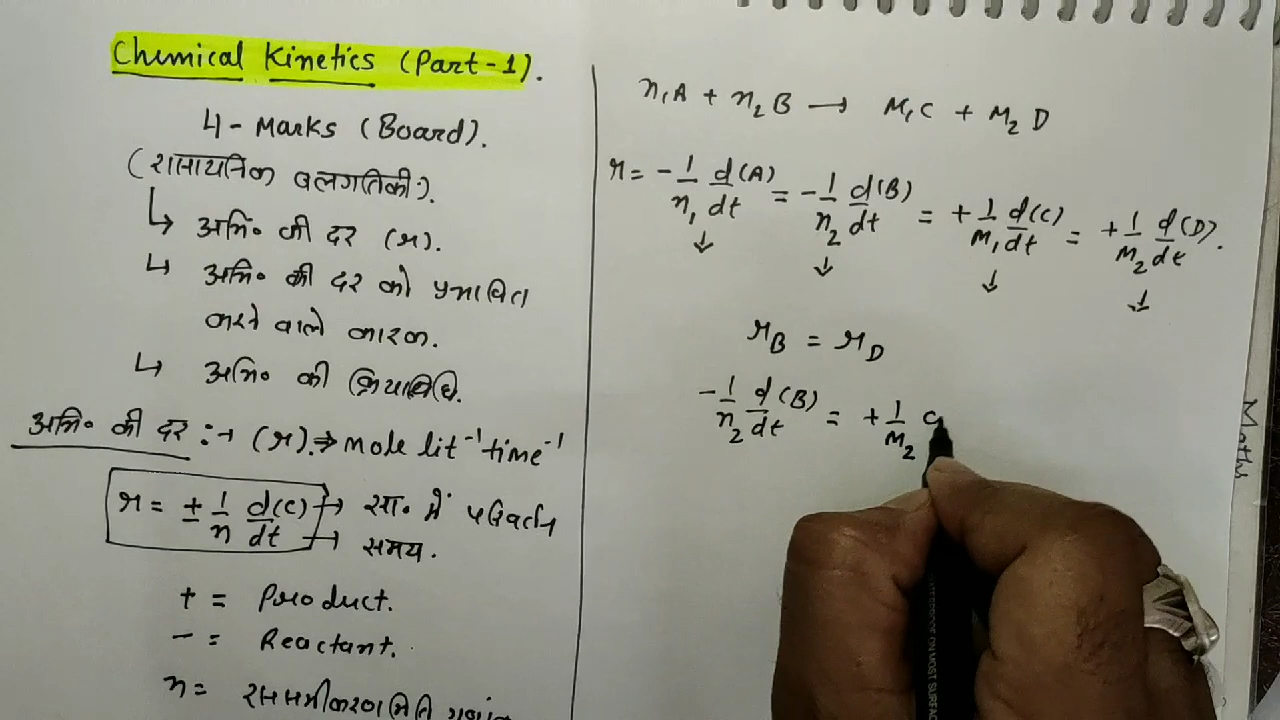 Chemical Kinetics (Part-1).
4-Marks (Board).
(रासायनिक बलगतिकी).
↳ अभि० की दर (r).
↳ अभि० की दर को प्रभावित
करने वाले कारक.
↳ अभि० की क्रियाविधि.
अभि० की दर :→ (r). ⇒ mole lit⁻¹ time⁻¹
r = ± 1/n d(C)/dt → सा० में परिवर्तन
→ समय.
+ = Product.
- = Reactant.
n =
n₁A + n₂B → M₁C + M₂D
r = -1/n₁ d(A)/dt = -1/n₂ d(B)/dt = +1/M₁ d(C)/dt = +1/M₂ d(D)/dt.
↓ ↓ ↓ ↓
r_B = r_D
-1/n₂ d(B)/dt = +1/M₂
Maths